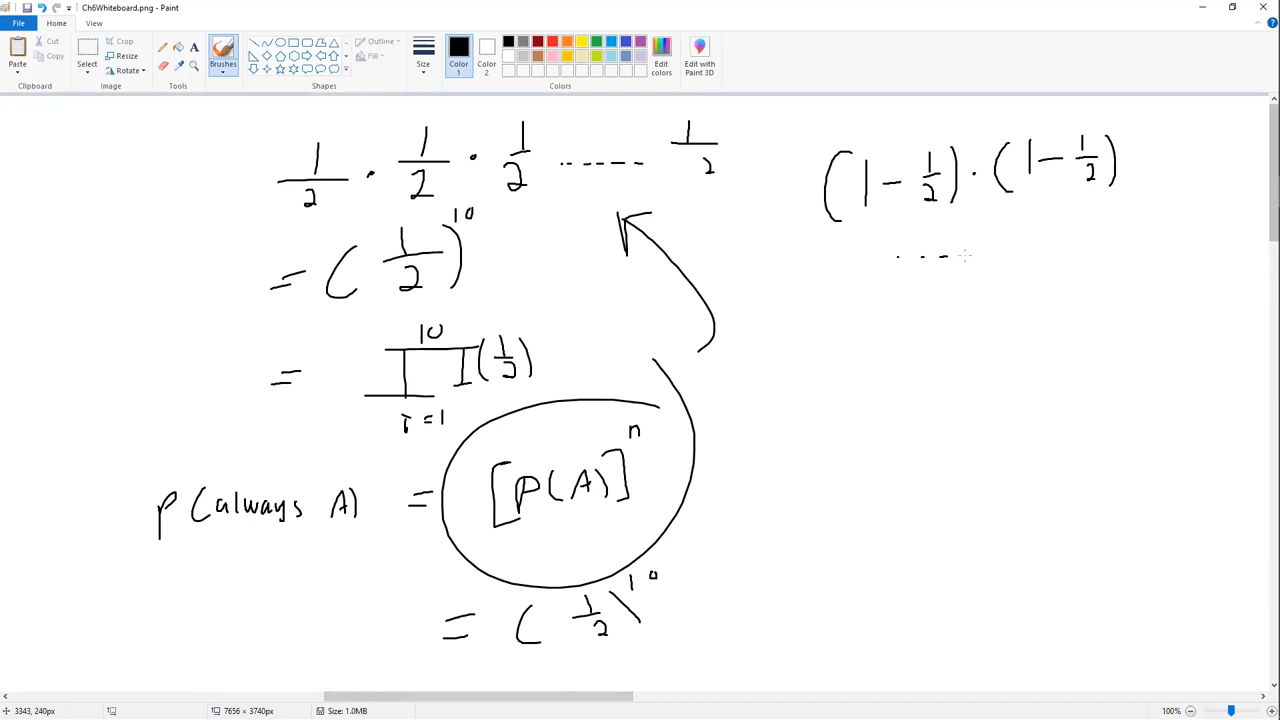 Ch6Whiteboard.png - Paint
File Home View
Paste Cut Copy Clipboard
Select Crop Resize Rotate Image
Tools
Brushes
Shapes Outline Fill
Size
Color 1 Color 2 Edit colors Edit with Paint 3D Colors
1/2 · 1/2 · 1/2 ...... 1/2
= (1/2)^10
= ∏_{i=1}^{10} (1/2)
P(always A) = [P(A)]^n
= (1/2)^10
(1 - 1/2) · (1 - 1/2)
. . . -
3343, 240px 7656 × 3740px Size: 1.0MB 100%